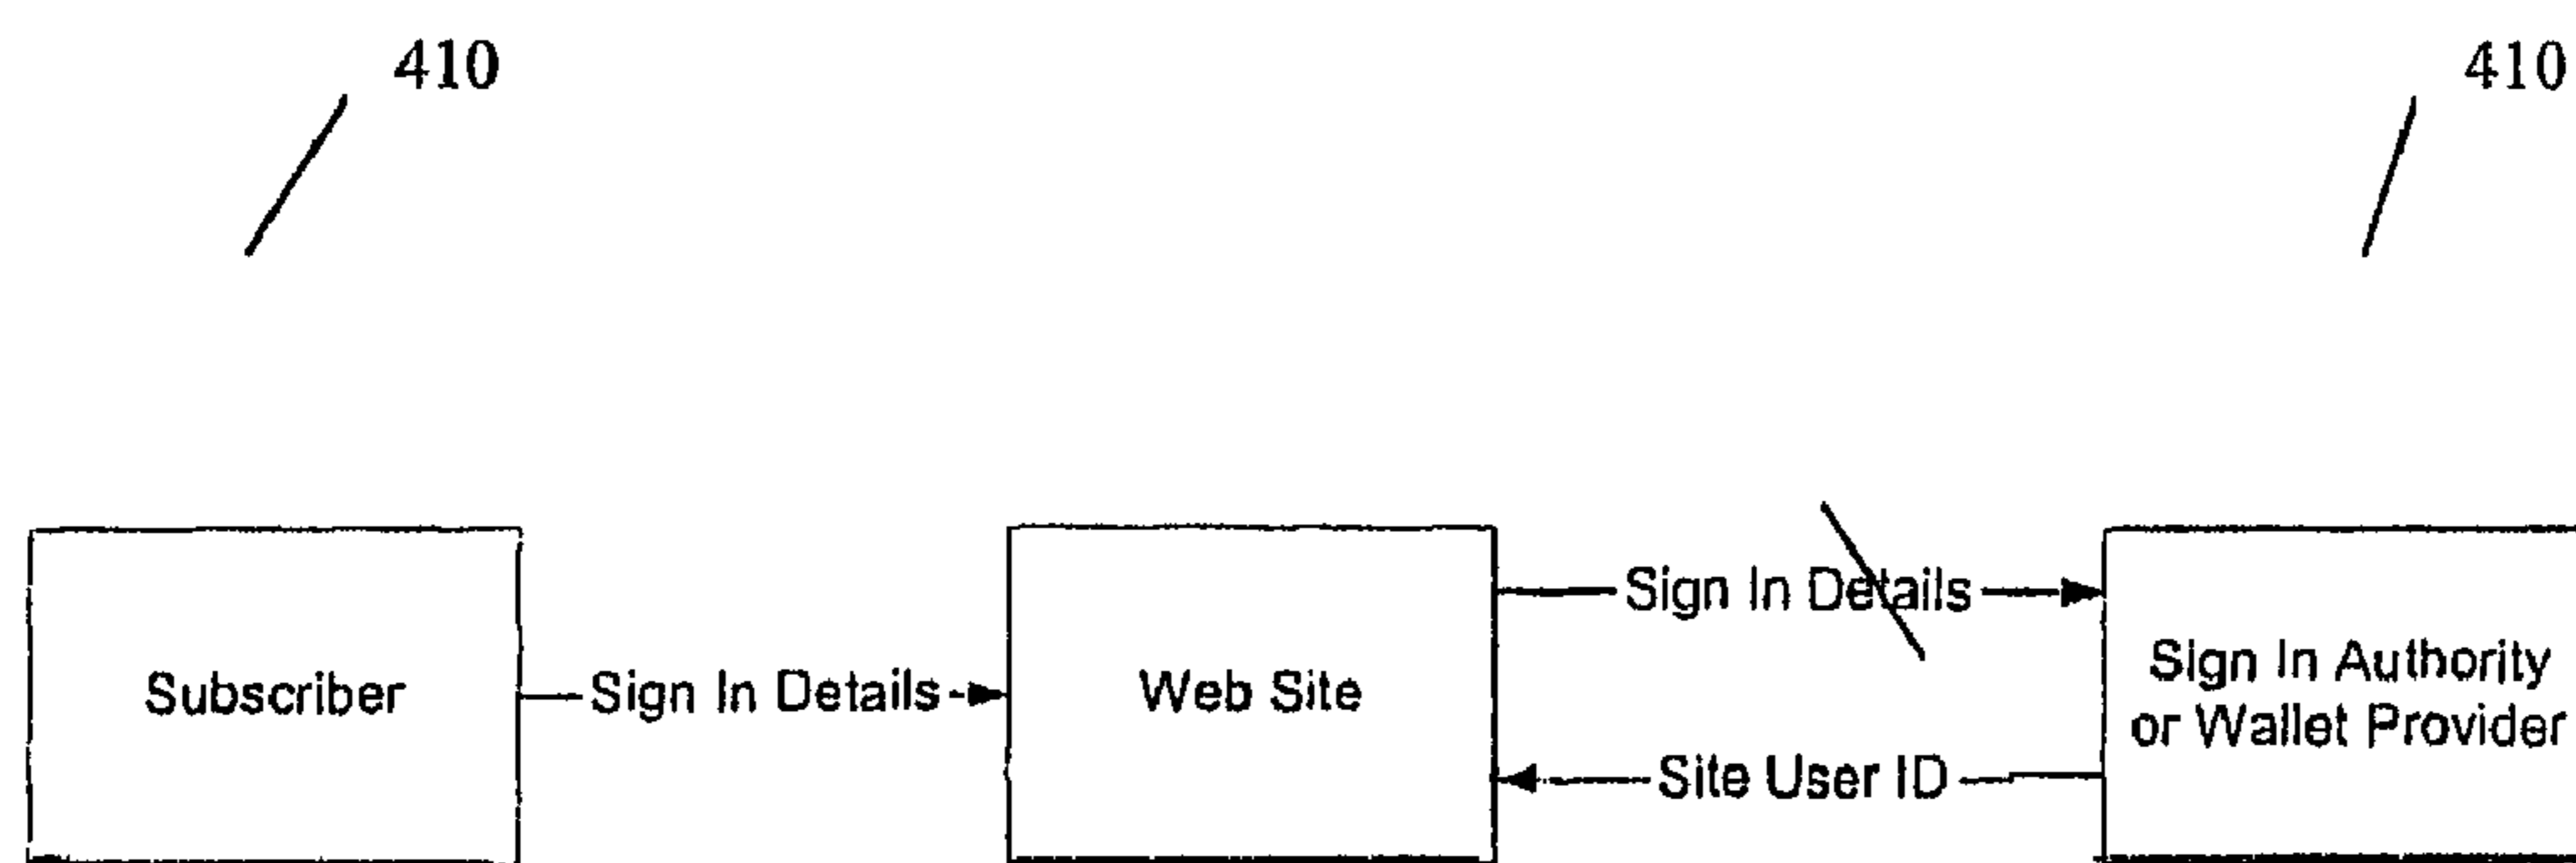 410
410
Subscriber
Sign In Details
Web Site
Sign In Details
Site User ID
Sign In Authority
or Wallet Provider